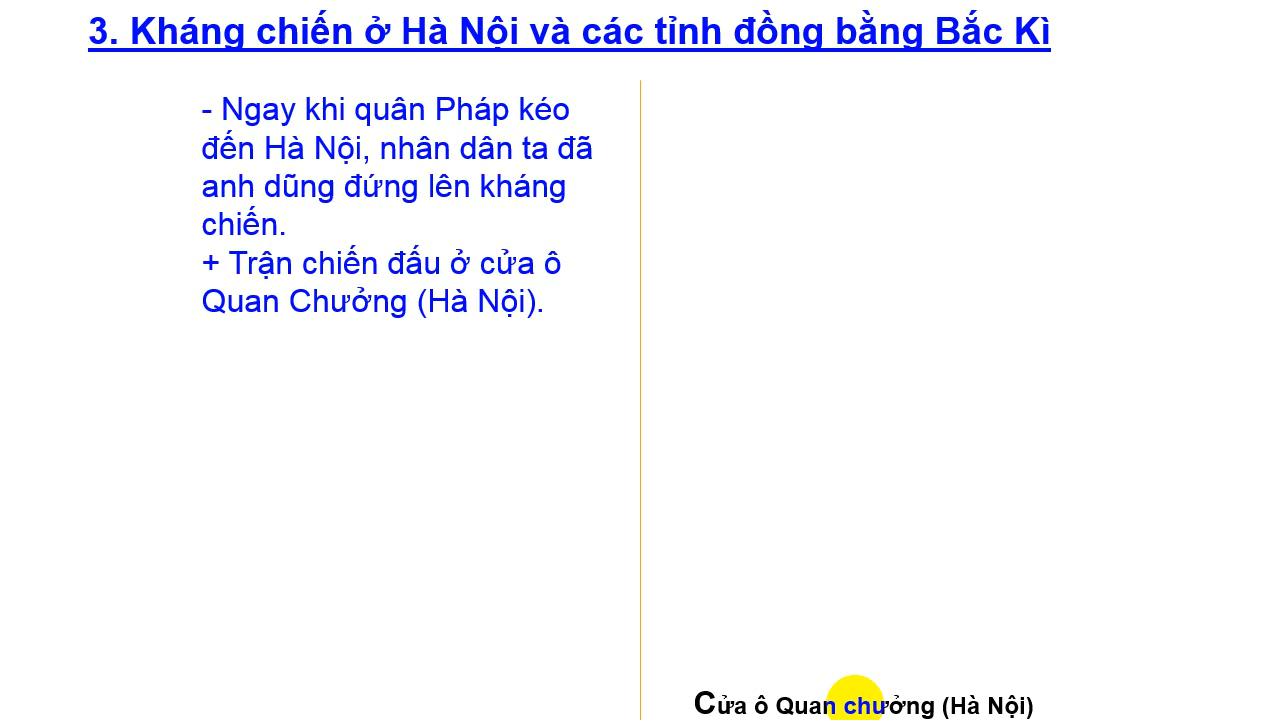 3. Kháng chiến ở Hà Nội và các tỉnh đồng bằng Bắc Kì
- Ngay khi quân Pháp kéo
đến Hà Nội, nhân dân ta đã
anh dũng đứng lên kháng
chiến.
+ Trận chiến đấu ở cửa ô
Quan Chưởng (Hà Nội).
Cửa ô Quan chưởng (Hà Nội)